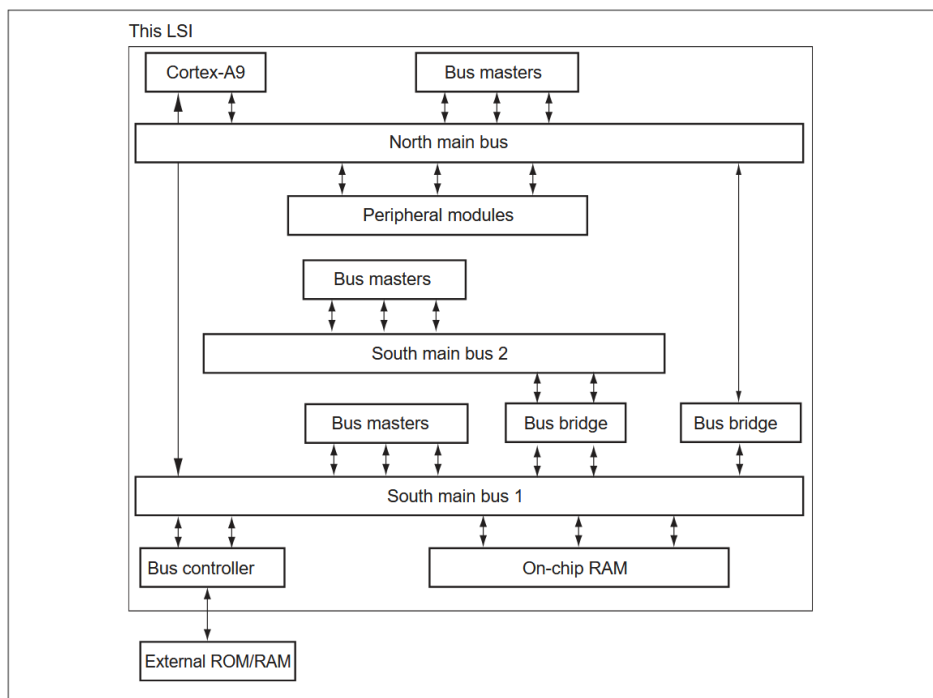 This LSI
Cortex-A9
Bus masters
North main bus
Peripheral modules
Bus masters
South main bus 2
Bus masters
Bus bridge
Bus bridge
South main bus 1
Bus controller
On-chip RAM
External ROM/RAM